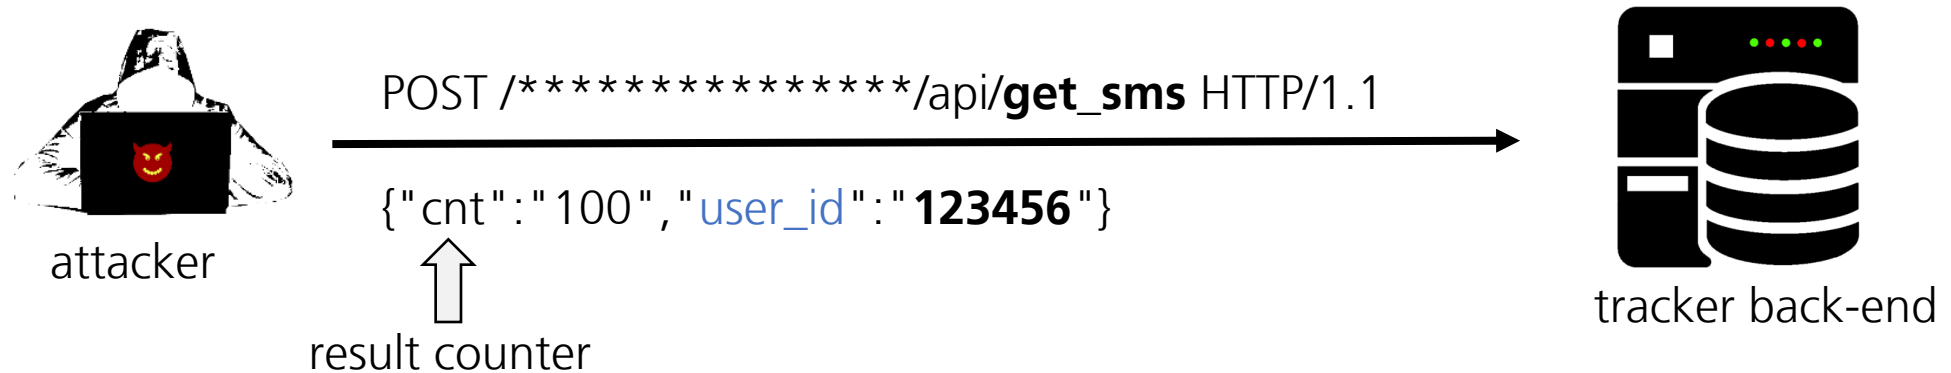 POST /***************/api/get_sms HTTP/1.1
{"cnt":"100","user_id":"123456"}
attacker
tracker back-end
result counter